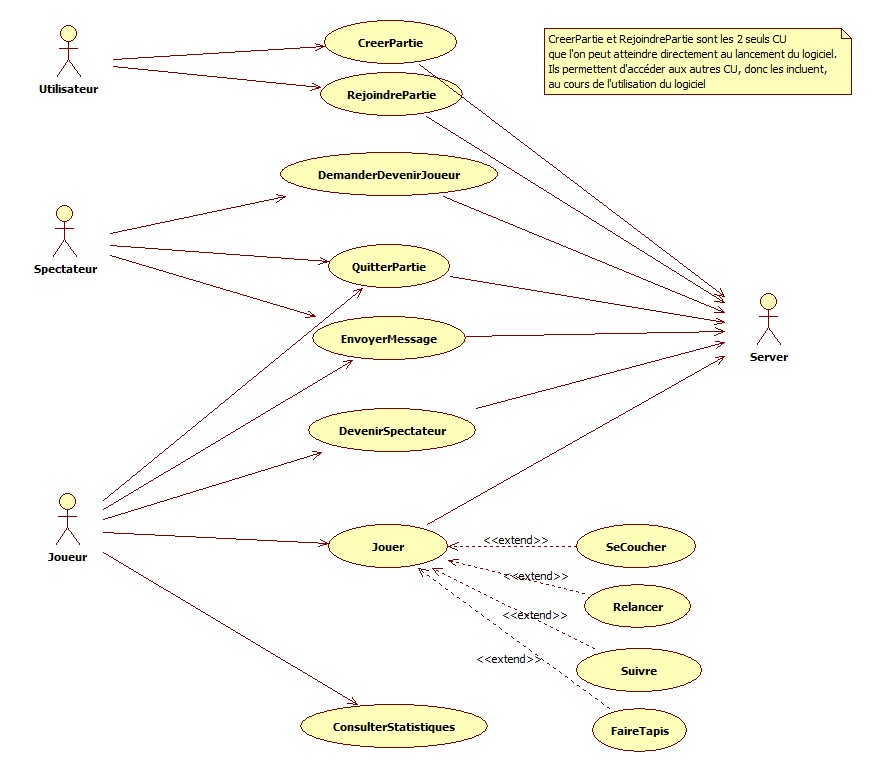 CreerPartie
CreerPartie et RejoindrePartie sont les 2 seuls CU
que l'on peut atteindre directement au lancement du logiciel.
Ils permettent d'accéder aux autres CU, donc les incluent,
au cours de l'utilisation du logiciel
Utilisateur
RejoindrePartie
DemanderDevenirJoueur
Spectateur
QuitterPartie
EnvoyerMessage
Server
DevenirSpectateur
Joueur
Jouer
<<extend>>
SeCoucher
<<extend>>
Relancer
<<extend>>
Suivre
<<extend>>
FaireTapis
ConsulterStatistiques